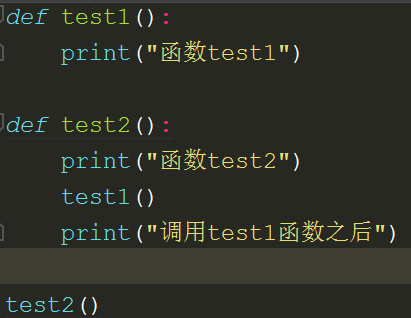 def test1():
    print("函数test1")
def test2():
    print("函数test2")
    test1()
    print("调用test1函数之后")
test2()